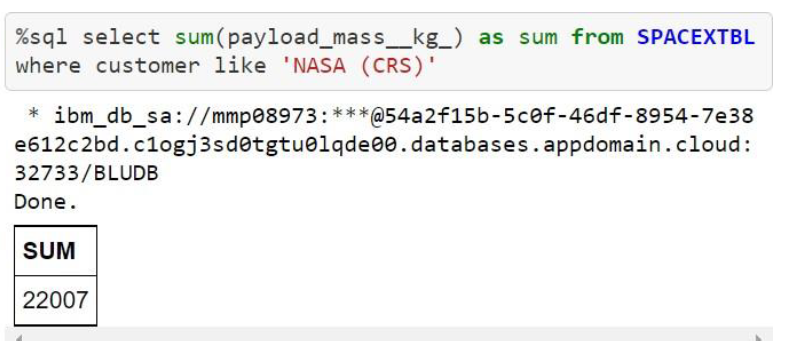 %sql select sum(payload_mass__kg_) as sum from SPACEXTBL
where customer like 'NASA (CRS)'
* ibm_db_sa://mmp08973:***@54a2f15b-5c0f-46df-8954-7e38
e612c2bd.c1ogj3sd0tgtu0lqde00.databases.appdomain.cloud:
32733/BLUDB
Done.
SUM
22007